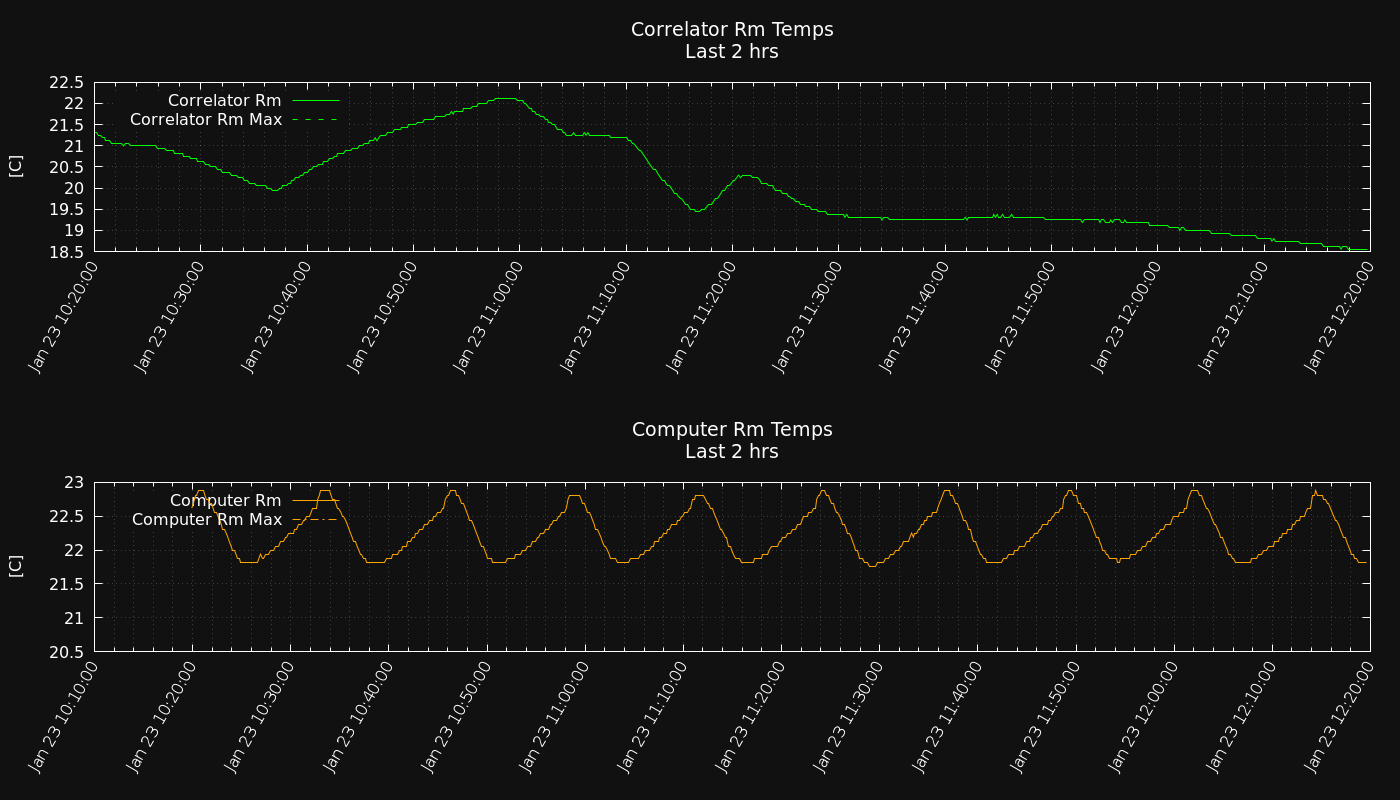 Correlator Rm Temps
Last 2 hrs
22.5
22
21.5
21
20.5
20
19.5
19
18.5
[C]
Correlator Rm
Correlator Rm Max
Jan 23 10:20:00
Jan 23 10:30:00
Jan 23 10:40:00
Jan 23 10:50:00
Jan 23 11:00:00
Jan 23 11:10:00
Jan 23 11:20:00
Jan 23 11:30:00
Jan 23 11:40:00
Jan 23 11:50:00
Jan 23 12:00:00
Jan 23 12:10:00
Jan 23 12:20:00
Computer Rm Temps
Last 2 hrs
23
22.5
22
21.5
21
20.5
[C]
Computer Rm
Computer Rm Max
Jan 23 10:10:00
Jan 23 10:20:00
Jan 23 10:30:00
Jan 23 10:40:00
Jan 23 10:50:00
Jan 23 11:00:00
Jan 23 11:10:00
Jan 23 11:20:00
Jan 23 11:30:00
Jan 23 11:40:00
Jan 23 11:50:00
Jan 23 12:00:00
Jan 23 12:10:00
Jan 23 12:20:00